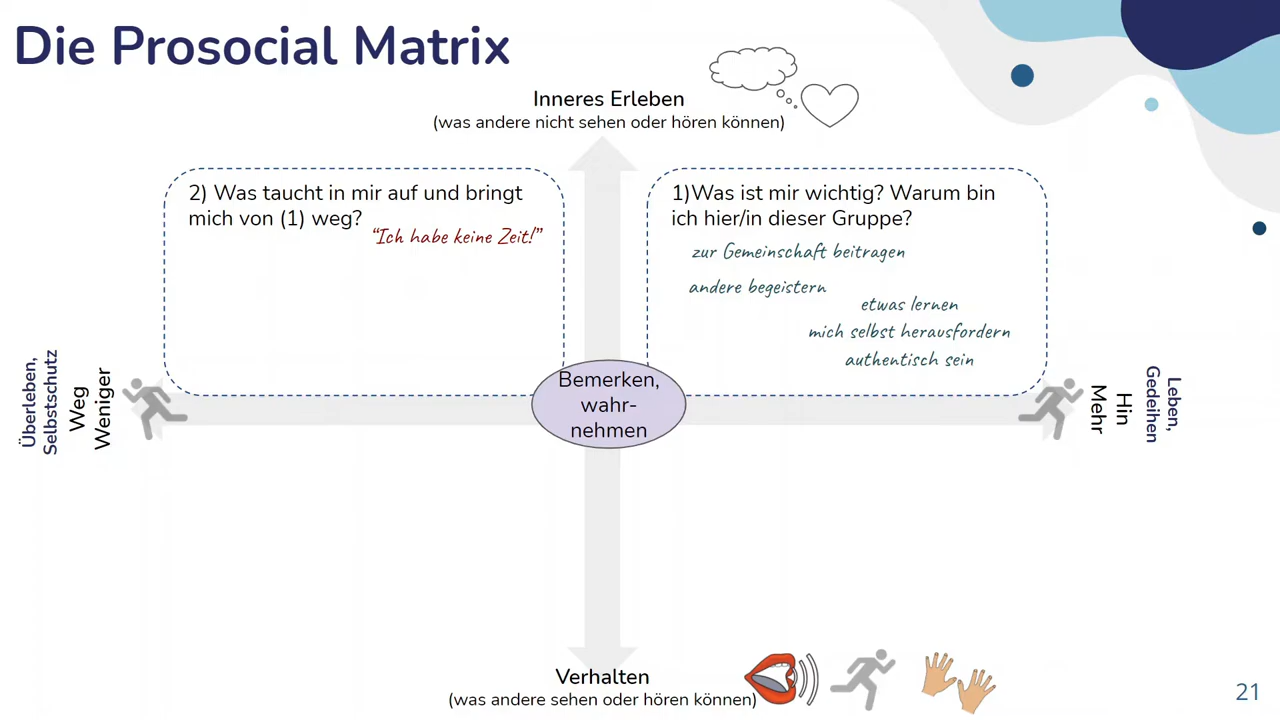 Die Prosocial Matrix
Inneres Erleben
(was andere nicht sehen oder hören können)
2) Was taucht in mir auf und bringt
mich von (1) weg?
"Ich habe keine Zeit!"
1)Was ist mir wichtig? Warum bin
ich hier/in dieser Gruppe?
zur Gemeinschaft beitragen
andere begeistern
etwas lernen
mich selbst herausfordern
authentisch sein
Überleben,
Selbstschutz
Weg
Weniger
Bemerken,
wahr-
nehmen
Leben,
Gedeihen
Hin
Mehr
Verhalten
(was andere sehen oder hören können)
21